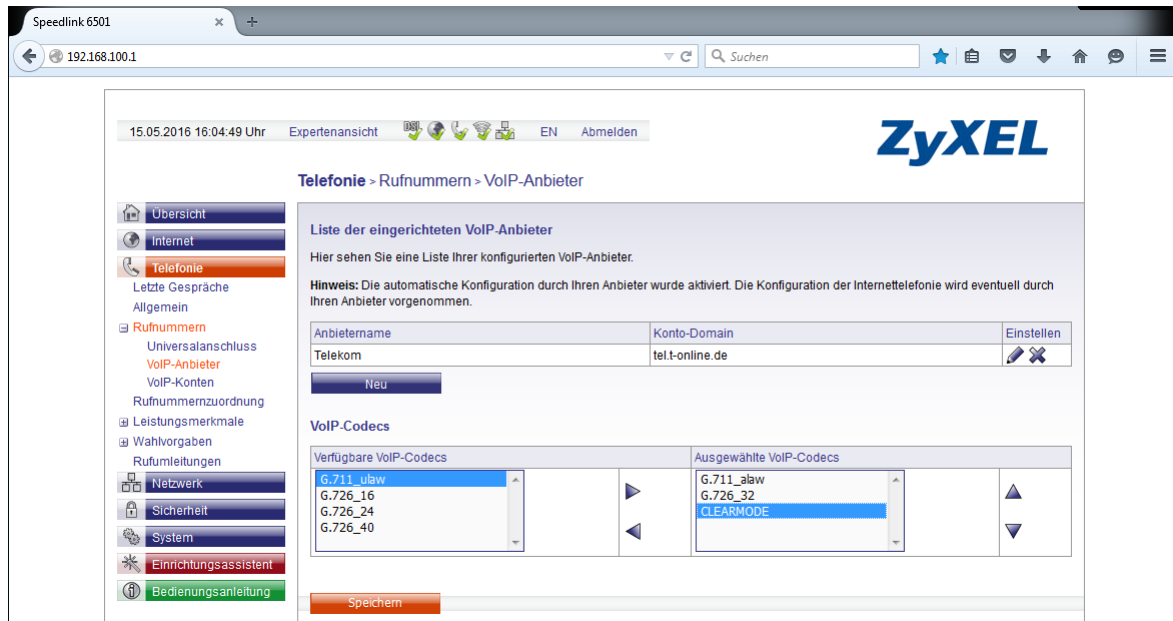 Speedlink 6501
192.168.100.1
Suchen
15.05.2016 16:04:49 Uhr Expertenansicht DSL EN Abmelden
ZyXEL
Telefonie > Rufnummern > VoIP-Anbieter
Übersicht
Internet
Telefonie
Letzte Gespräche
Allgemein
Rufnummern
Universalanschluss
VoIP-Anbieter
VoIP-Konten
Rufnummernzuordnung
Leistungsmerkmale
Wahlvorgaben
Rufumleitungen
Netzwerk
Sicherheit
System
Einrichtungsassistent
Bedienungsanleitung
Liste der eingerichteten VoIP-Anbieter
Hier sehen Sie eine Liste Ihrer konfigurierten VoIP-Anbieter.
Hinweis: Die automatische Konfiguration durch Ihren Anbieter wurde aktiviert. Die Konfiguration der Internettelefonie wird eventuell durch
Ihren Anbieter vorgenommen.
Anbietername Konto-Domain Einstellen
Telekom tel.t-online.de
Neu
VoIP-Codecs
Verfügbare VoIP-Codecs
G.711_ulaw
G.726_16
G.726_24
G.726_40
Ausgewählte VoIP-Codecs
G.711_alaw
G.726_32
CLEARMODE
Speichern